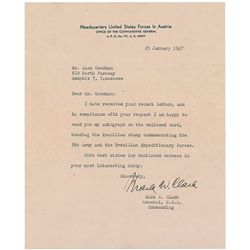 Headquarters United States Forces In Austria
OFFICE OF THE COMMANDING GENERAL
A. P. O. No. 777, U. S. ARMY
25 January 1947
Mr. Jack Goodman
819 North Parkway
Memphis 7, Tennessee
Dear Mr. Goodman:
I have received your recent letter, and
in compliance with your request I am happy to
send you my autograph on the enclosed card,
bearing the Brazilian stamp commemorating the
5th Army and the Brazilian Expeditionary Forces.
With best wishes for continued success in
your most interesting hobby.
Sincerely,
Mark W. Clark
MARK W. CLARK
General, U.S.A.
Commanding